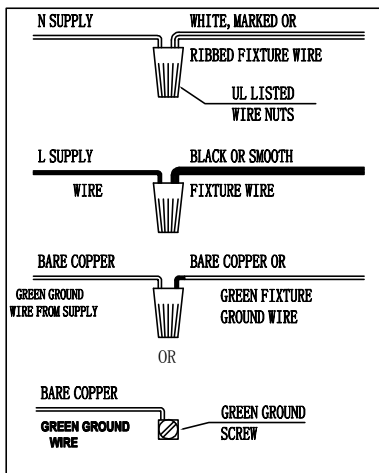 N SUPPLY
WHITE, MARKED OR
RIBBED FIXTURE WIRE
UL LISTED
WIRE NUTS
L SUPPLY
WIRE
BLACK OR SMOOTH
FIXTURE WIRE
BARE COPPER
GREEN GROUND
WIRE FROM SUPPLY
BARE COPPER OR
GREEN FIXTURE
GROUND WIRE
OR
BARE COPPER
GREEN GROUND
WIRE
GREEN GROUND
SCREW